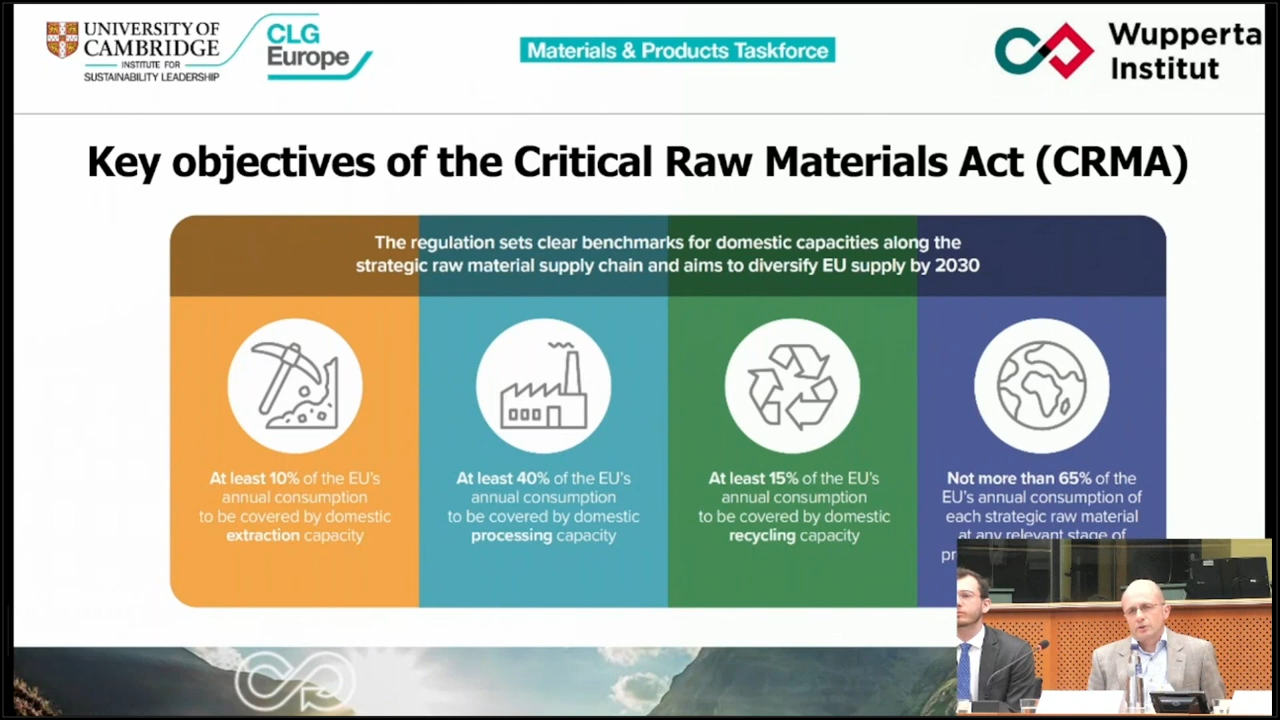 UNIVERSITY OF
CAMBRIDGE
INSTITUTE FOR
SUSTAINABILITY LEADERSHIP
CLG
Europe
Materials & Products Taskforce
Wupperta
Institut
Key objectives of the Critical Raw Materials Act (CRMA)
The regulation sets clear benchmarks for domestic capacities along the
strategic raw material supply chain and aims to diversify EU supply by 2030
At least 10% of the EU's
annual consumption
to be covered by domestic
extraction capacity
At least 40% of the EU's
annual consumption
to be covered by domestic
processing capacity
At least 15% of the EU's
annual consumption
to be covered by domestic
recycling capacity
Not more than 65% of the
EU's annual consumption of
each strategic raw material
at any relevant stage of